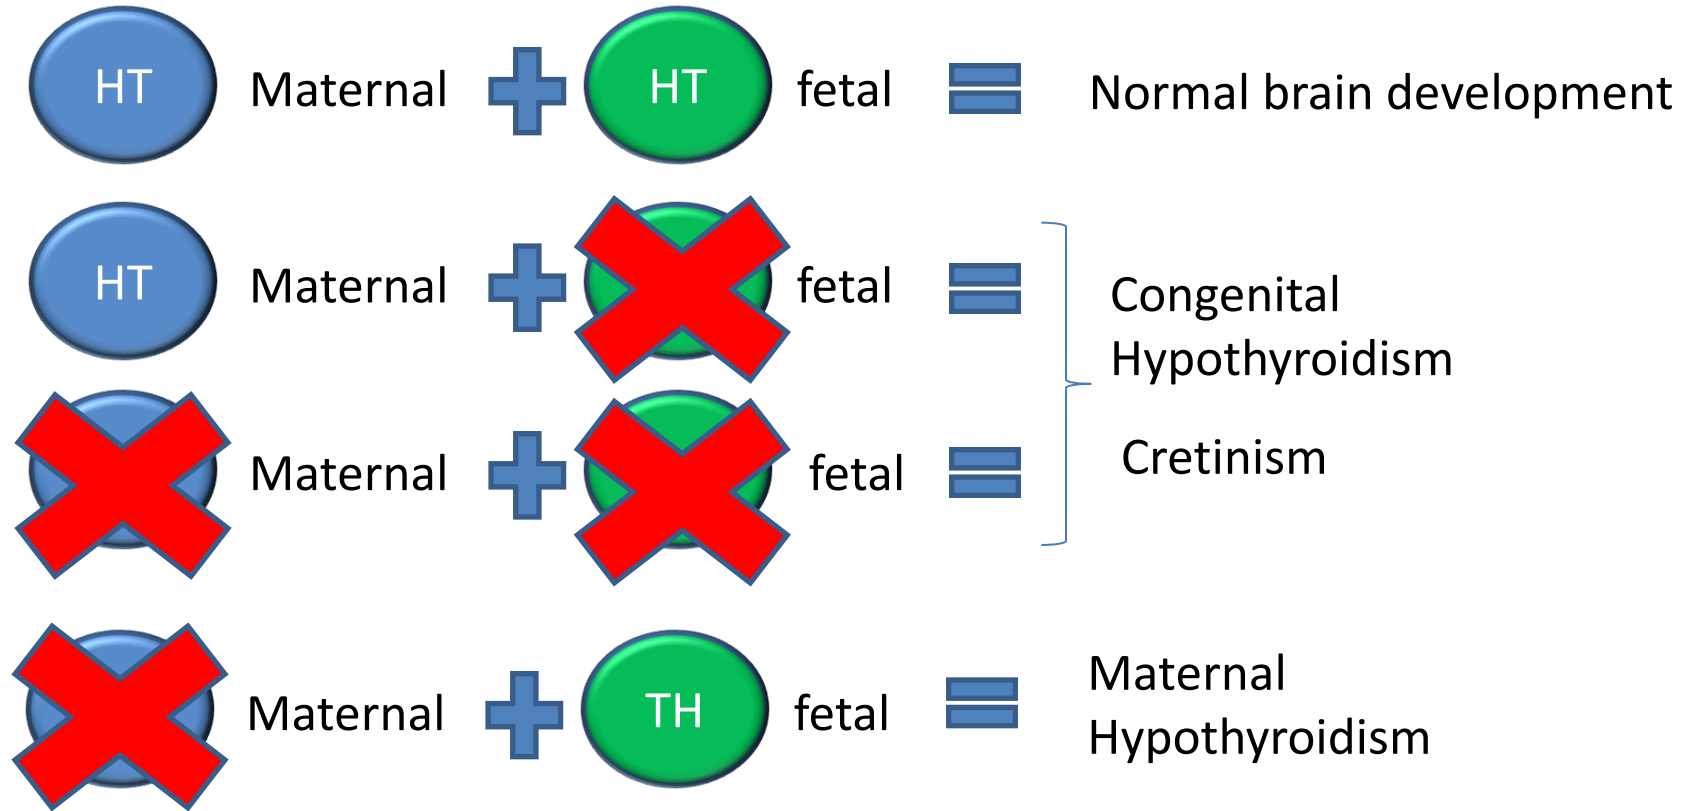 HT Maternal HT fetal Normal brain development
HT Maternal fetal
Congenital
Hypothyroidism
Maternal fetal
Cretinism
Maternal TH fetal
Maternal
Hypothyroidism